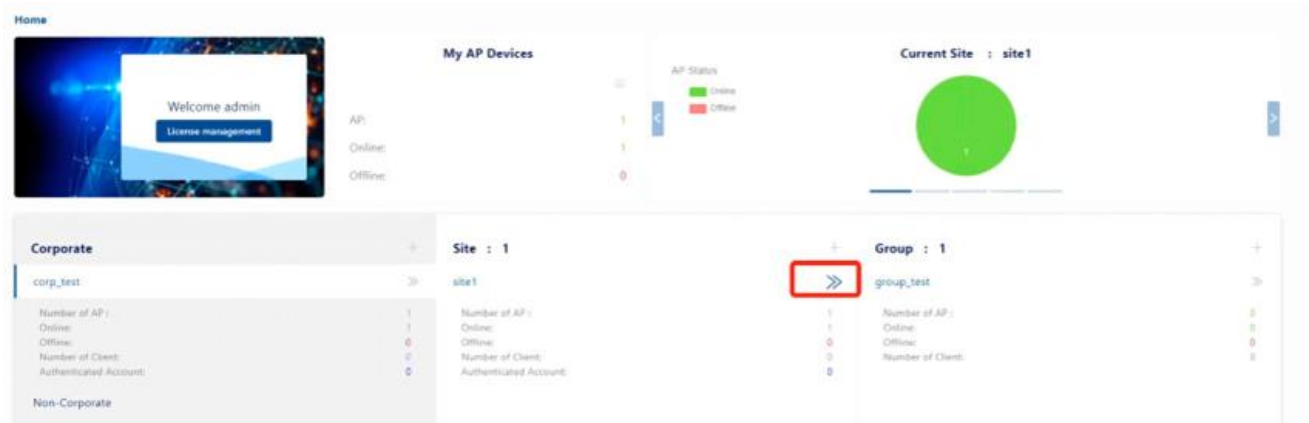 Home
Welcome admin
License management
My AP Devices
AP: 1
Online: 1
Offline: 0
Current Site : site1
AP Status
Online
Offline
1
Corporate
corp_test
Number of AP : 1
Online: 1
Offline: 0
Number of Client: 0
Authenticated Account: 0
Non-Corporate
Site : 1
site1
Number of AP : 1
Online: 1
Offline: 0
Number of Client: 0
Authenticated Account: 0
Group : 1
group_test
Number of AP : 0
Online: 0
Offline: 0
Number of Client: 0